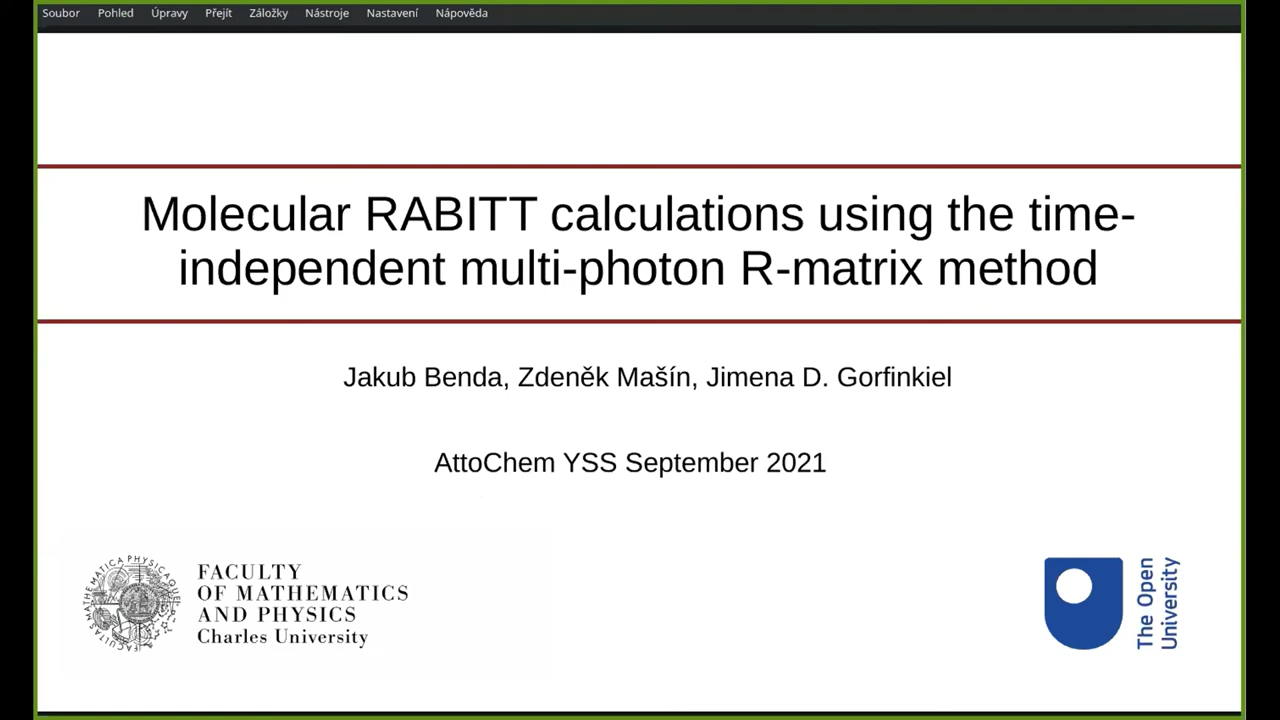 Soubor Pohled Úpravy Přejít Záložky Nástroje Nastavení Nápověda
Molecular RABITT calculations using the time-
independent multi-photon R-matrix method
Jakub Benda, Zdeněk Mašín, Jimena D. Gorfinkiel
AttoChem YSS September 2021
FACULTY
OF MATHEMATICS
AND PHYSICS
Charles University
The Open
University